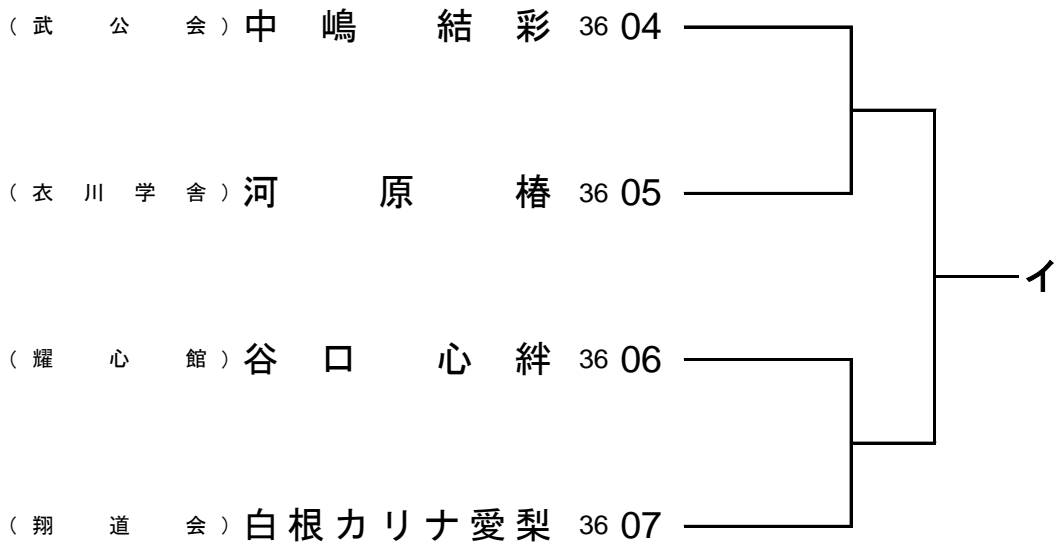 (武公会) 中嶋 結彩 36 04
(衣川学舎) 河原 椿 36 05
イ
(耀心館) 谷口 心絆 36 06
(翔道会) 白根カリナ愛梨 36 07